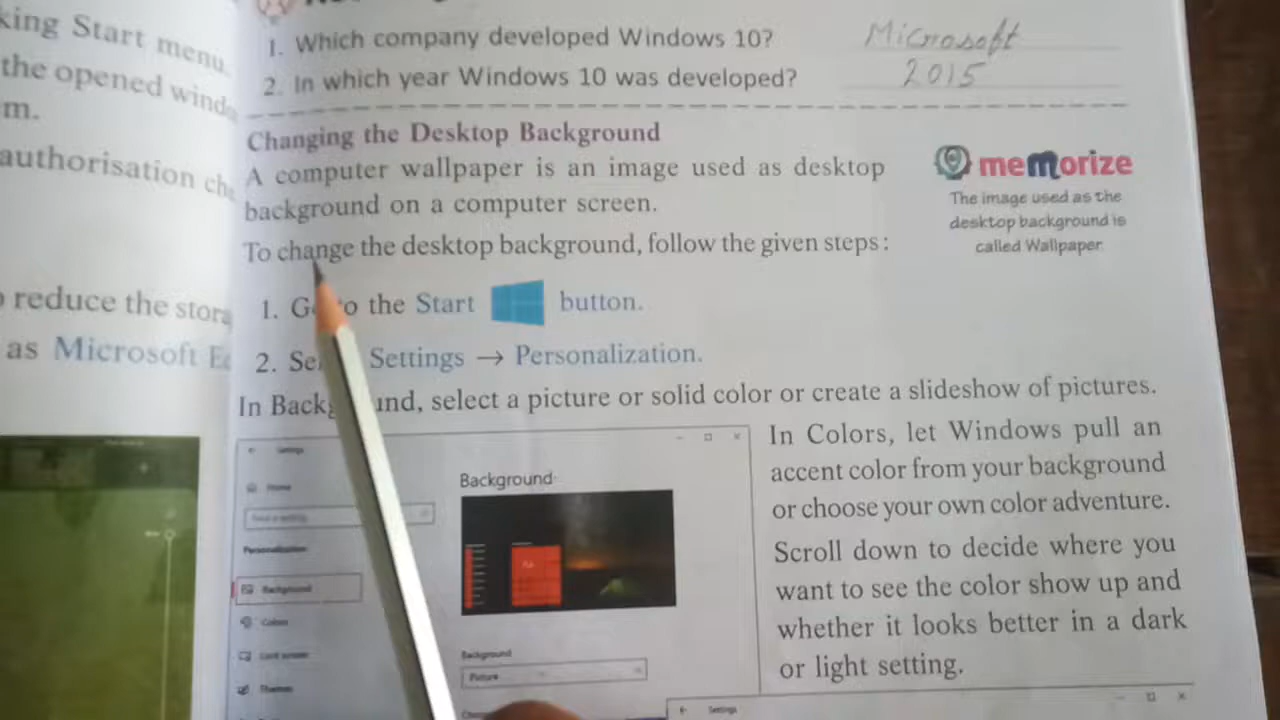 king Start menu.
the opened windo
m.
authorisation ch
reduce the stora
as Microsoft E
1. Which company developed Windows 10? Microsoft
2. In which year Windows 10 was developed? 2015
Changing the Desktop Background
A computer wallpaper is an image used as desktop
background on a computer screen.
To change the desktop background, follow the given steps:
memorize
The image used as the
desktop background is
called Wallpaper.
1. G to the Start button.
2. Se Settings → Personalization.
In Backg und, select a picture or solid color or create a slideshow of pictures.
Settings
Home
Find a setting
Personalization
Background
Colors
Lock screen
Themes
Background
Background
Picture
In Colors, let Windows pull an
accent color from your background
or choose your own color adventure.
Scroll down to decide where you
want to see the color show up and
whether it looks better in a dark
or light setting.
Settings